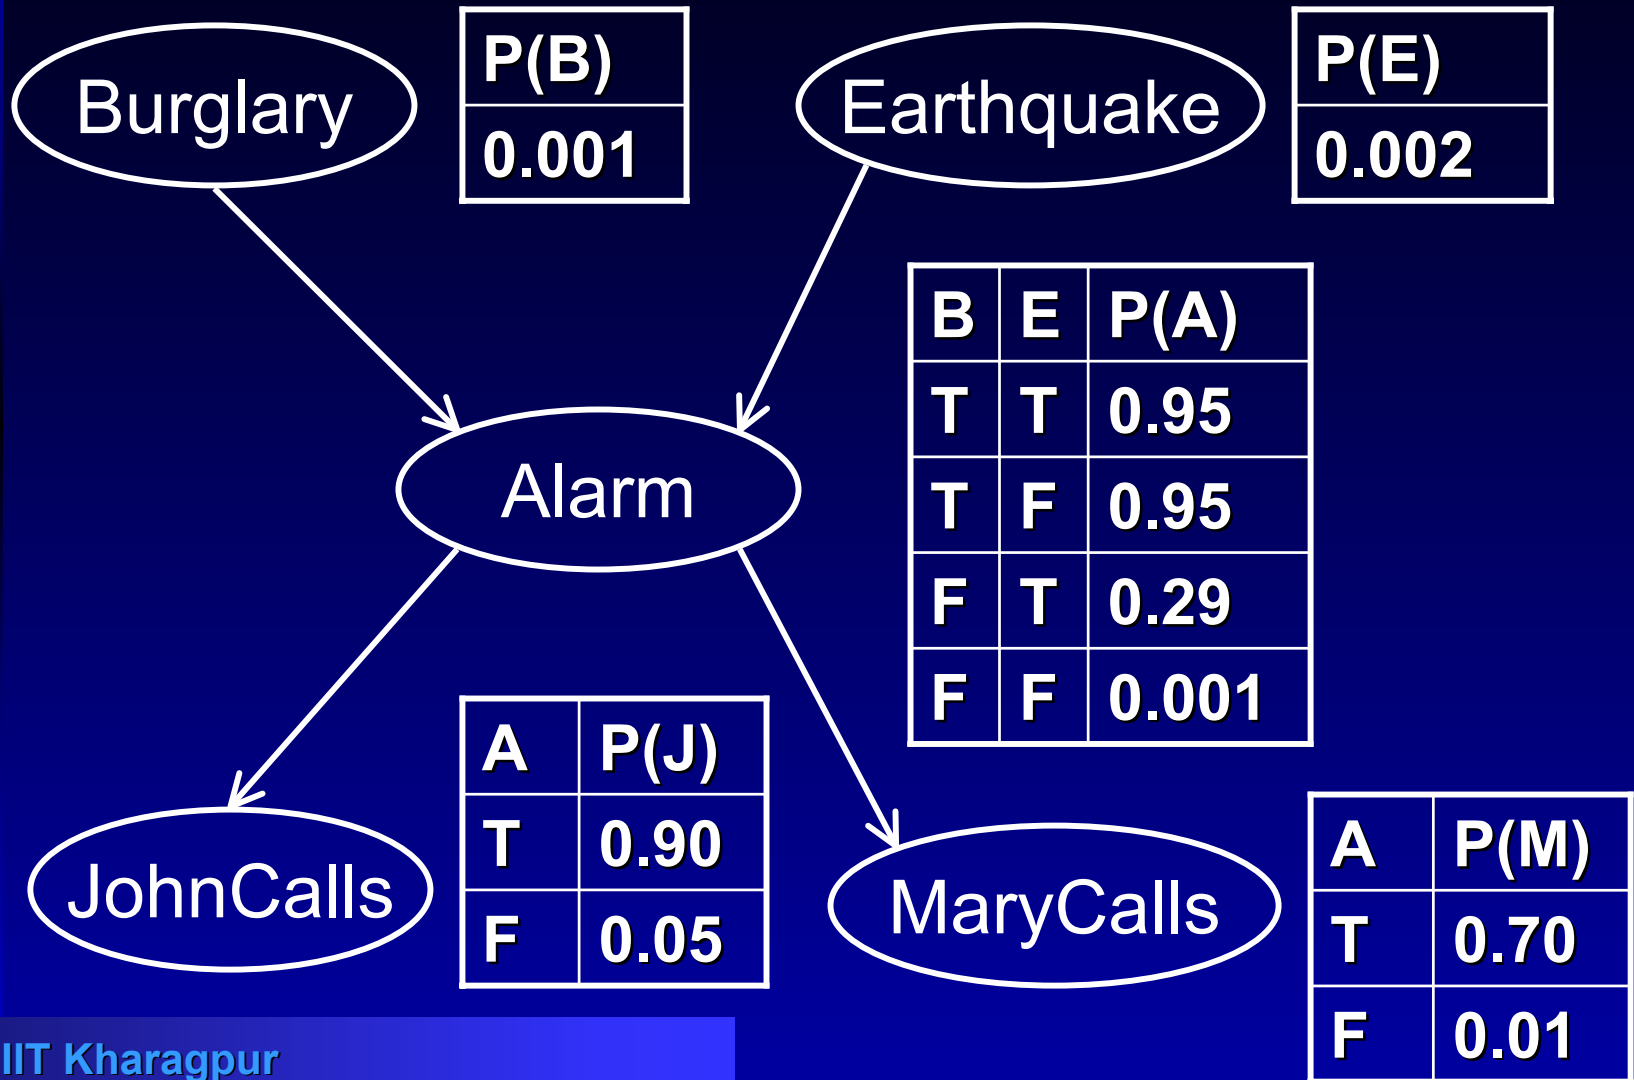 Burglary
P(B)
0.001
Earthquake
P(E)
0.002
B E P(A)
T T 0.95
T F 0.95
F T 0.29
F F 0.001
Alarm
A P(J)
T 0.90
F 0.05
JohnCalls
MaryCalls
A P(M)
T 0.70
F 0.01
IIT Kharagpur